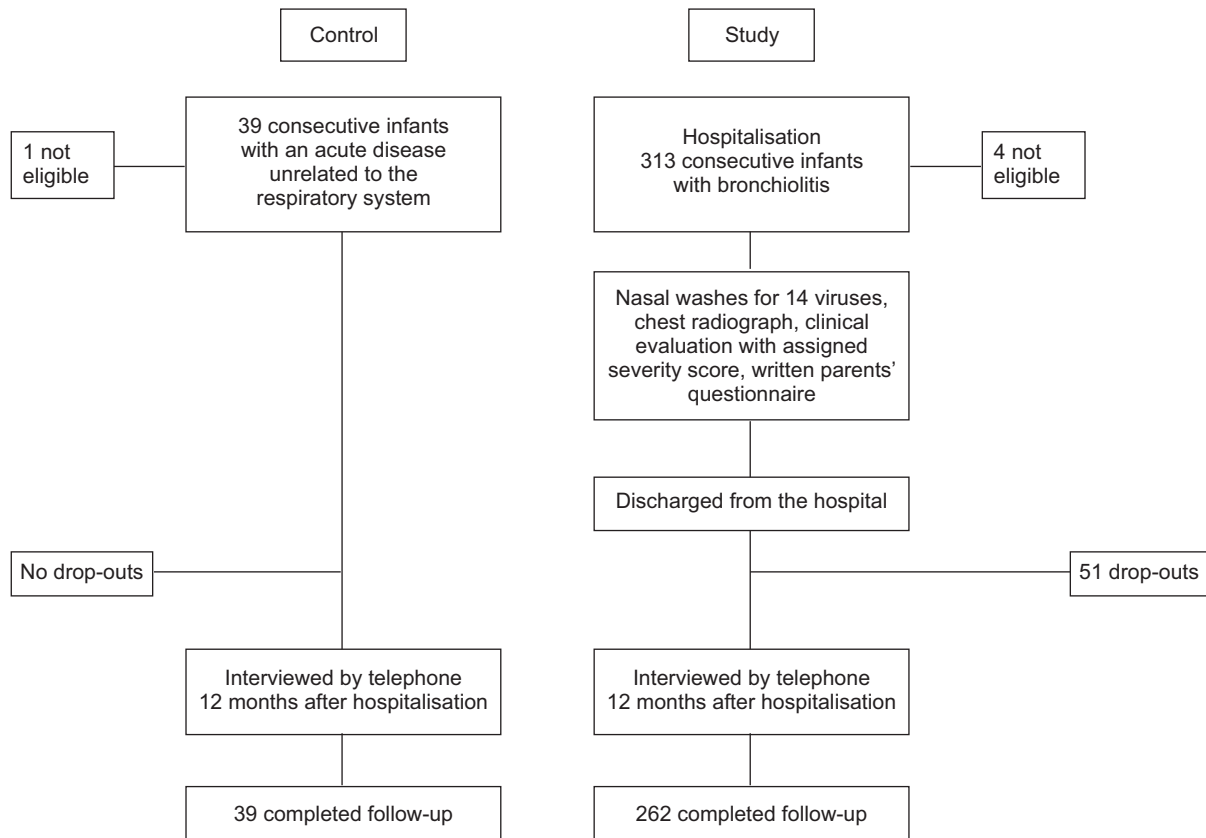 Control
Study
39 consecutive infants
with an acute disease
unrelated to the
respiratory system
1 not
eligible
Hospitalisation
313 consecutive infants
with bronchiolitis
4 not
eligible
Nasal washes for 14 viruses,
chest radiograph, clinical
evaluation with assigned
severity score, written parents’
questionnaire
Discharged from the hospital
No drop-outs
51 drop-outs
Interviewed by telephone
12 months after hospitalisation
Interviewed by telephone
12 months after hospitalisation
39 completed follow-up
262 completed follow-up